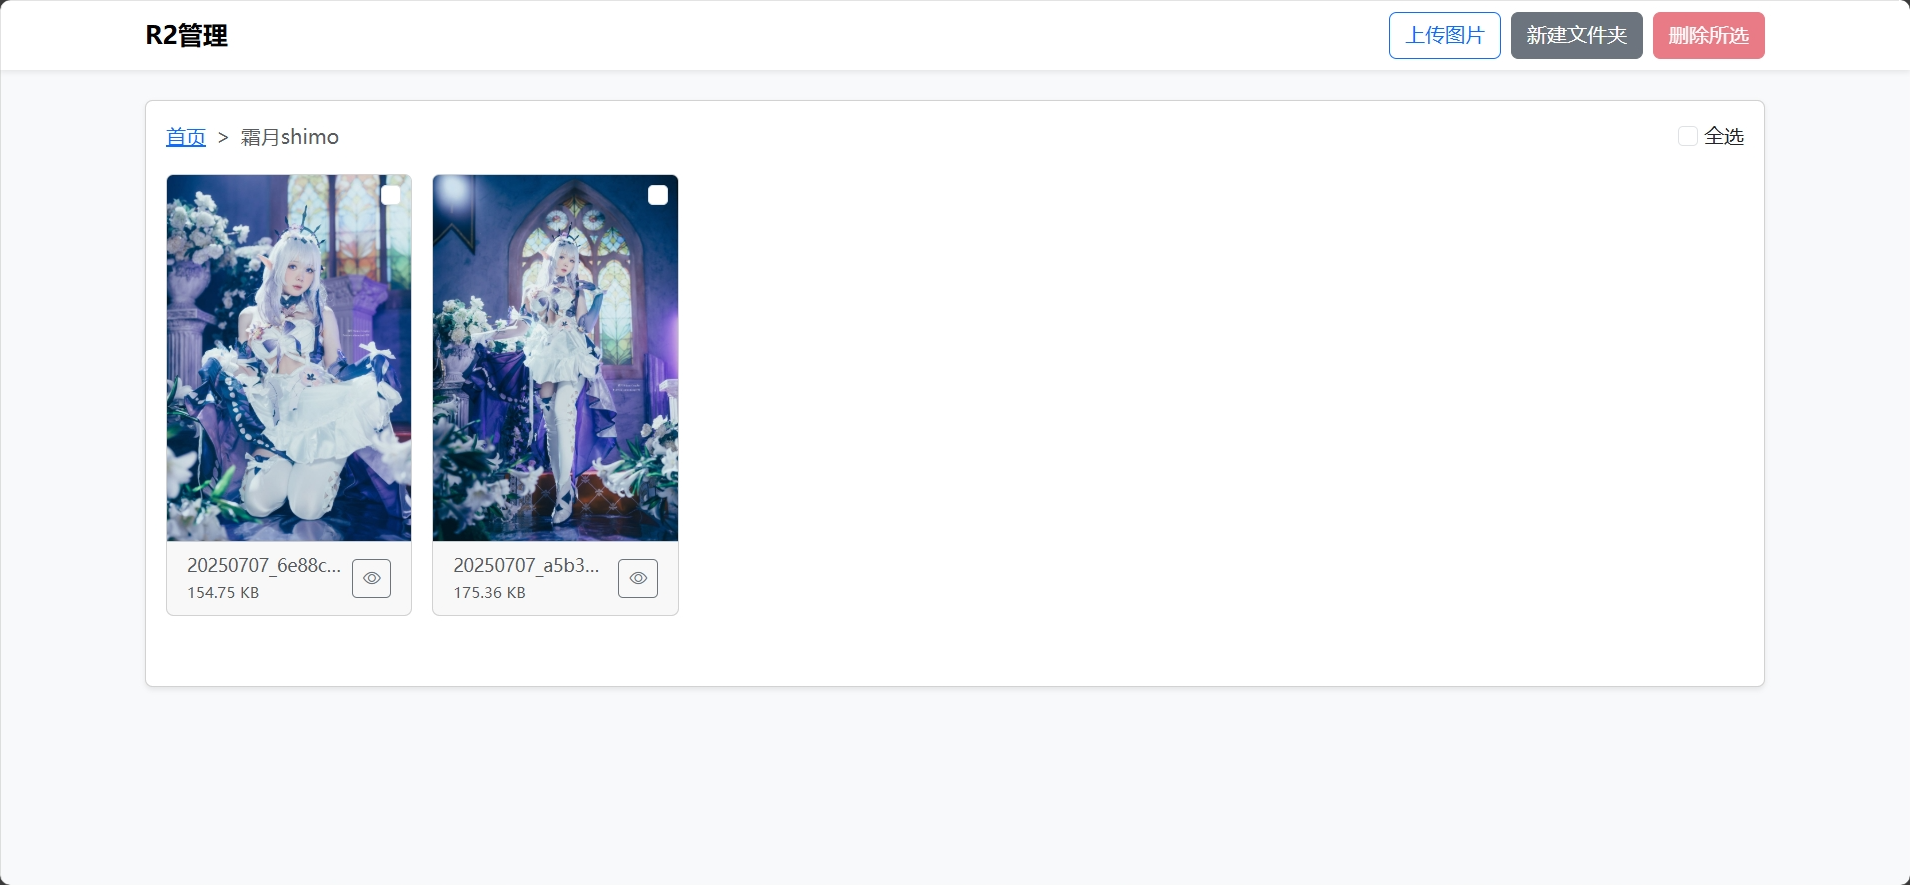 R2管理
上传图片
新建文件夹
删除所选
首页 > 霜月shimo
全选
20250707_6e88c...
154.75 KB
20250707_a5b3...
175.36 KB